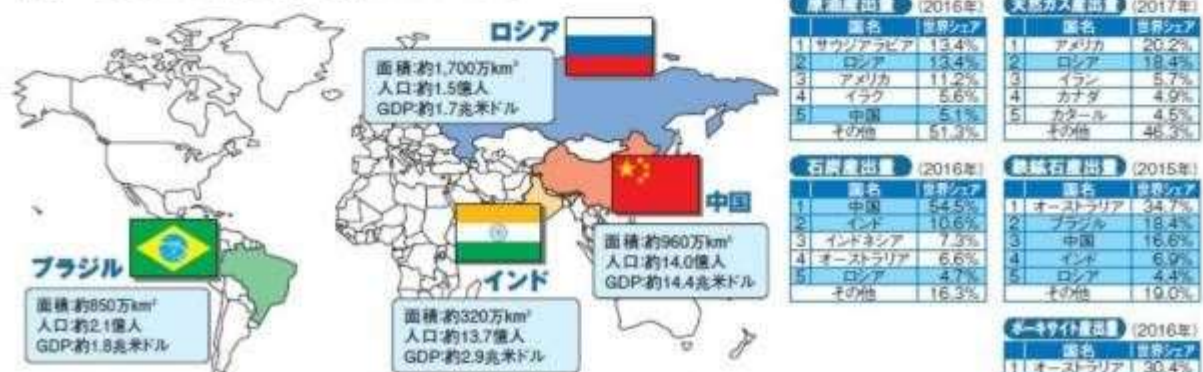 ロシア
面積:約1,700万km²
人口:約1.5億人
GDP:約1.7兆米ドル
中国
面積:約960万km²
人口:約14.0億人
GDP:約14.4兆米ドル
インド
面積:約320万km²
人口:約13.7億人
GDP:約2.9兆米ドル
ブラジル
面積:約850万km²
人口:約2.1億人
GDP:約1.8兆米ドル
原油産出量 (2016年)
国名 世界シェア
1 サウジアラビア 13.4%
2 ロシア 13.4%
3 アメリカ 11.2%
4 イラク 5.6%
5 中国 5.1%
その他 51.3%
天然ガス産出量 (2017年)
国名 世界シェア
1 アメリカ 20.2%
2 ロシア 18.4%
3 イラン 5.7%
4 カナダ 4.9%
5 カタール 4.5%
その他 46.3%
石炭産出量 (2016年)
国名 世界シェア
1 中国 54.5%
2 インド 10.6%
3 インドネシア 7.3%
4 オーストラリア 6.6%
5 ロシア 4.7%
その他 16.3%
鉄鉱石産出量 (2015年)
国名 世界シェア
1 オーストラリア 34.7%
2 ブラジル 18.4%
3 中国 16.6%
4 インド 6.9%
5 ロシア 4.4%
その他 19.0%
ボーキサイト産出量 (2016年)
国名 世界シェア
1 オーストラリア 30.4%